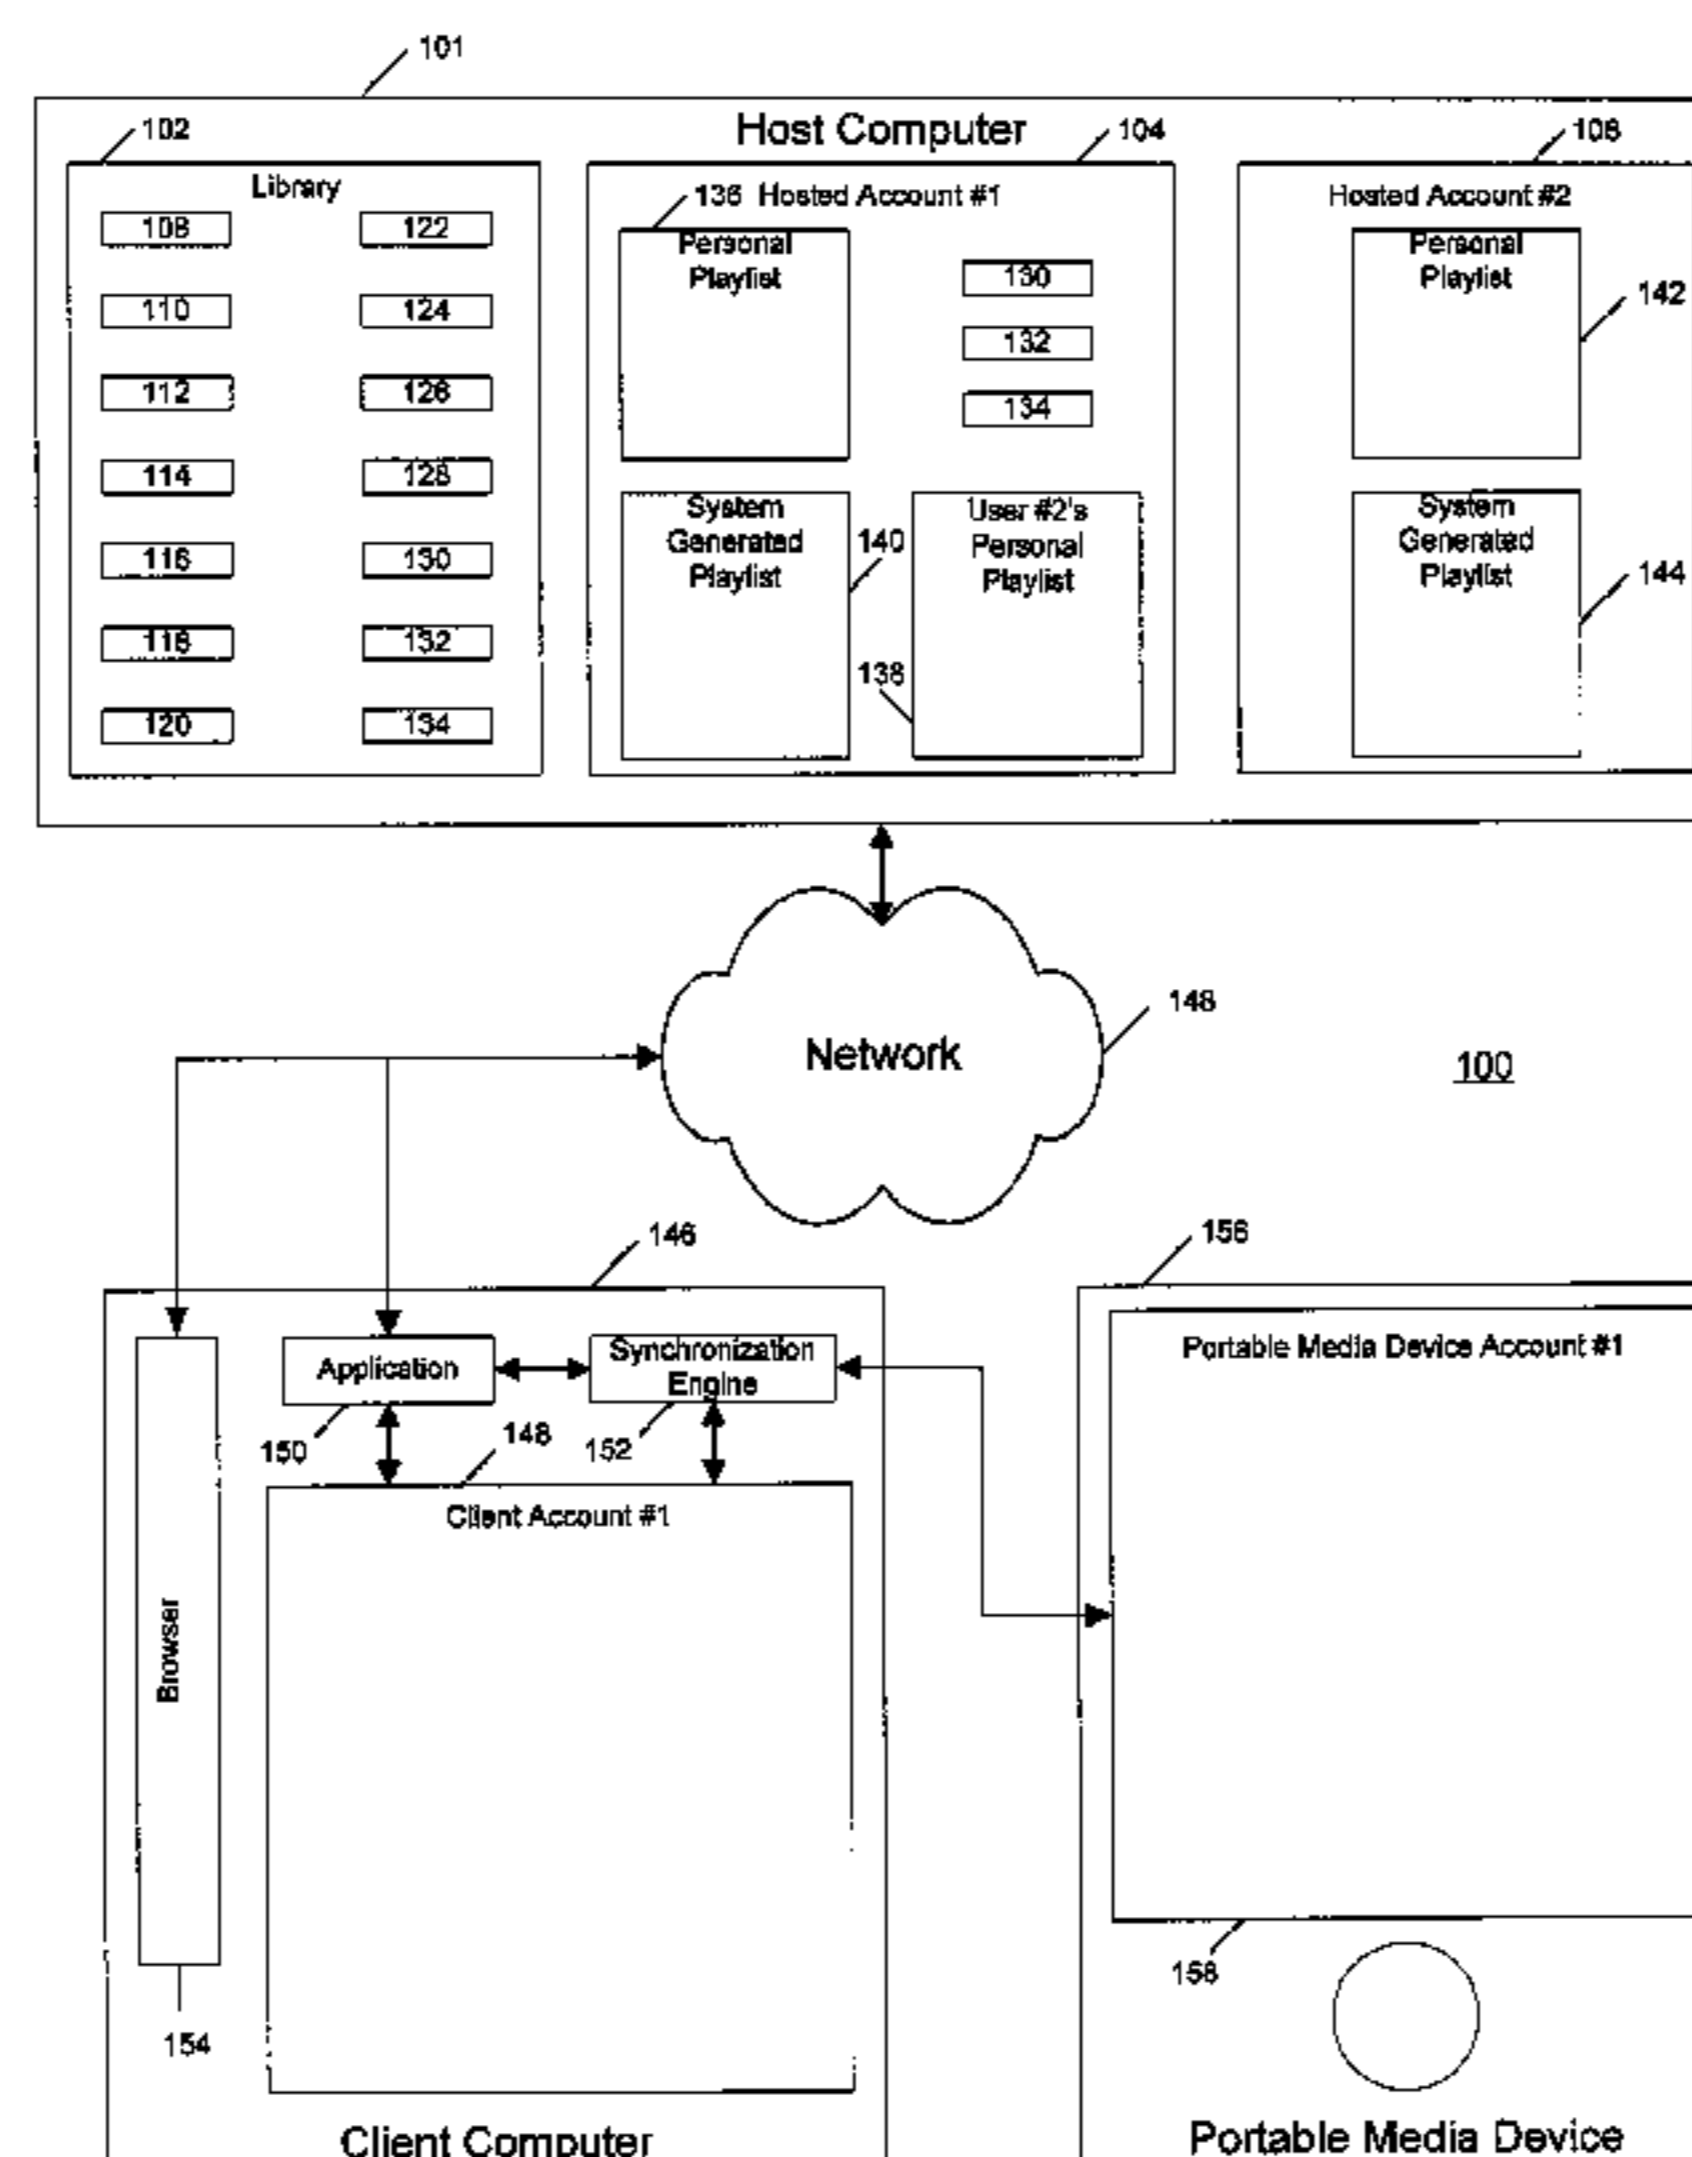 101
Host Computer
102
104
106
Library
136 Hosted Account #1
Hosted Account #2
108
122
Personal
Playlist
130
Personal
Playlist
142
110
124
132
112
126
134
114
128
System
Generated
Playlist
140
User #2's
Personal
Playlist
System
Generated
Playlist
144
116
130
118
132
138
120
134
Network
148
100
146
156
Application
Synchronization
Engine
Portable Media Device Account #1
150
148
152
Client Account #1
Browser
158
154
Client Computer
Portable Media Device